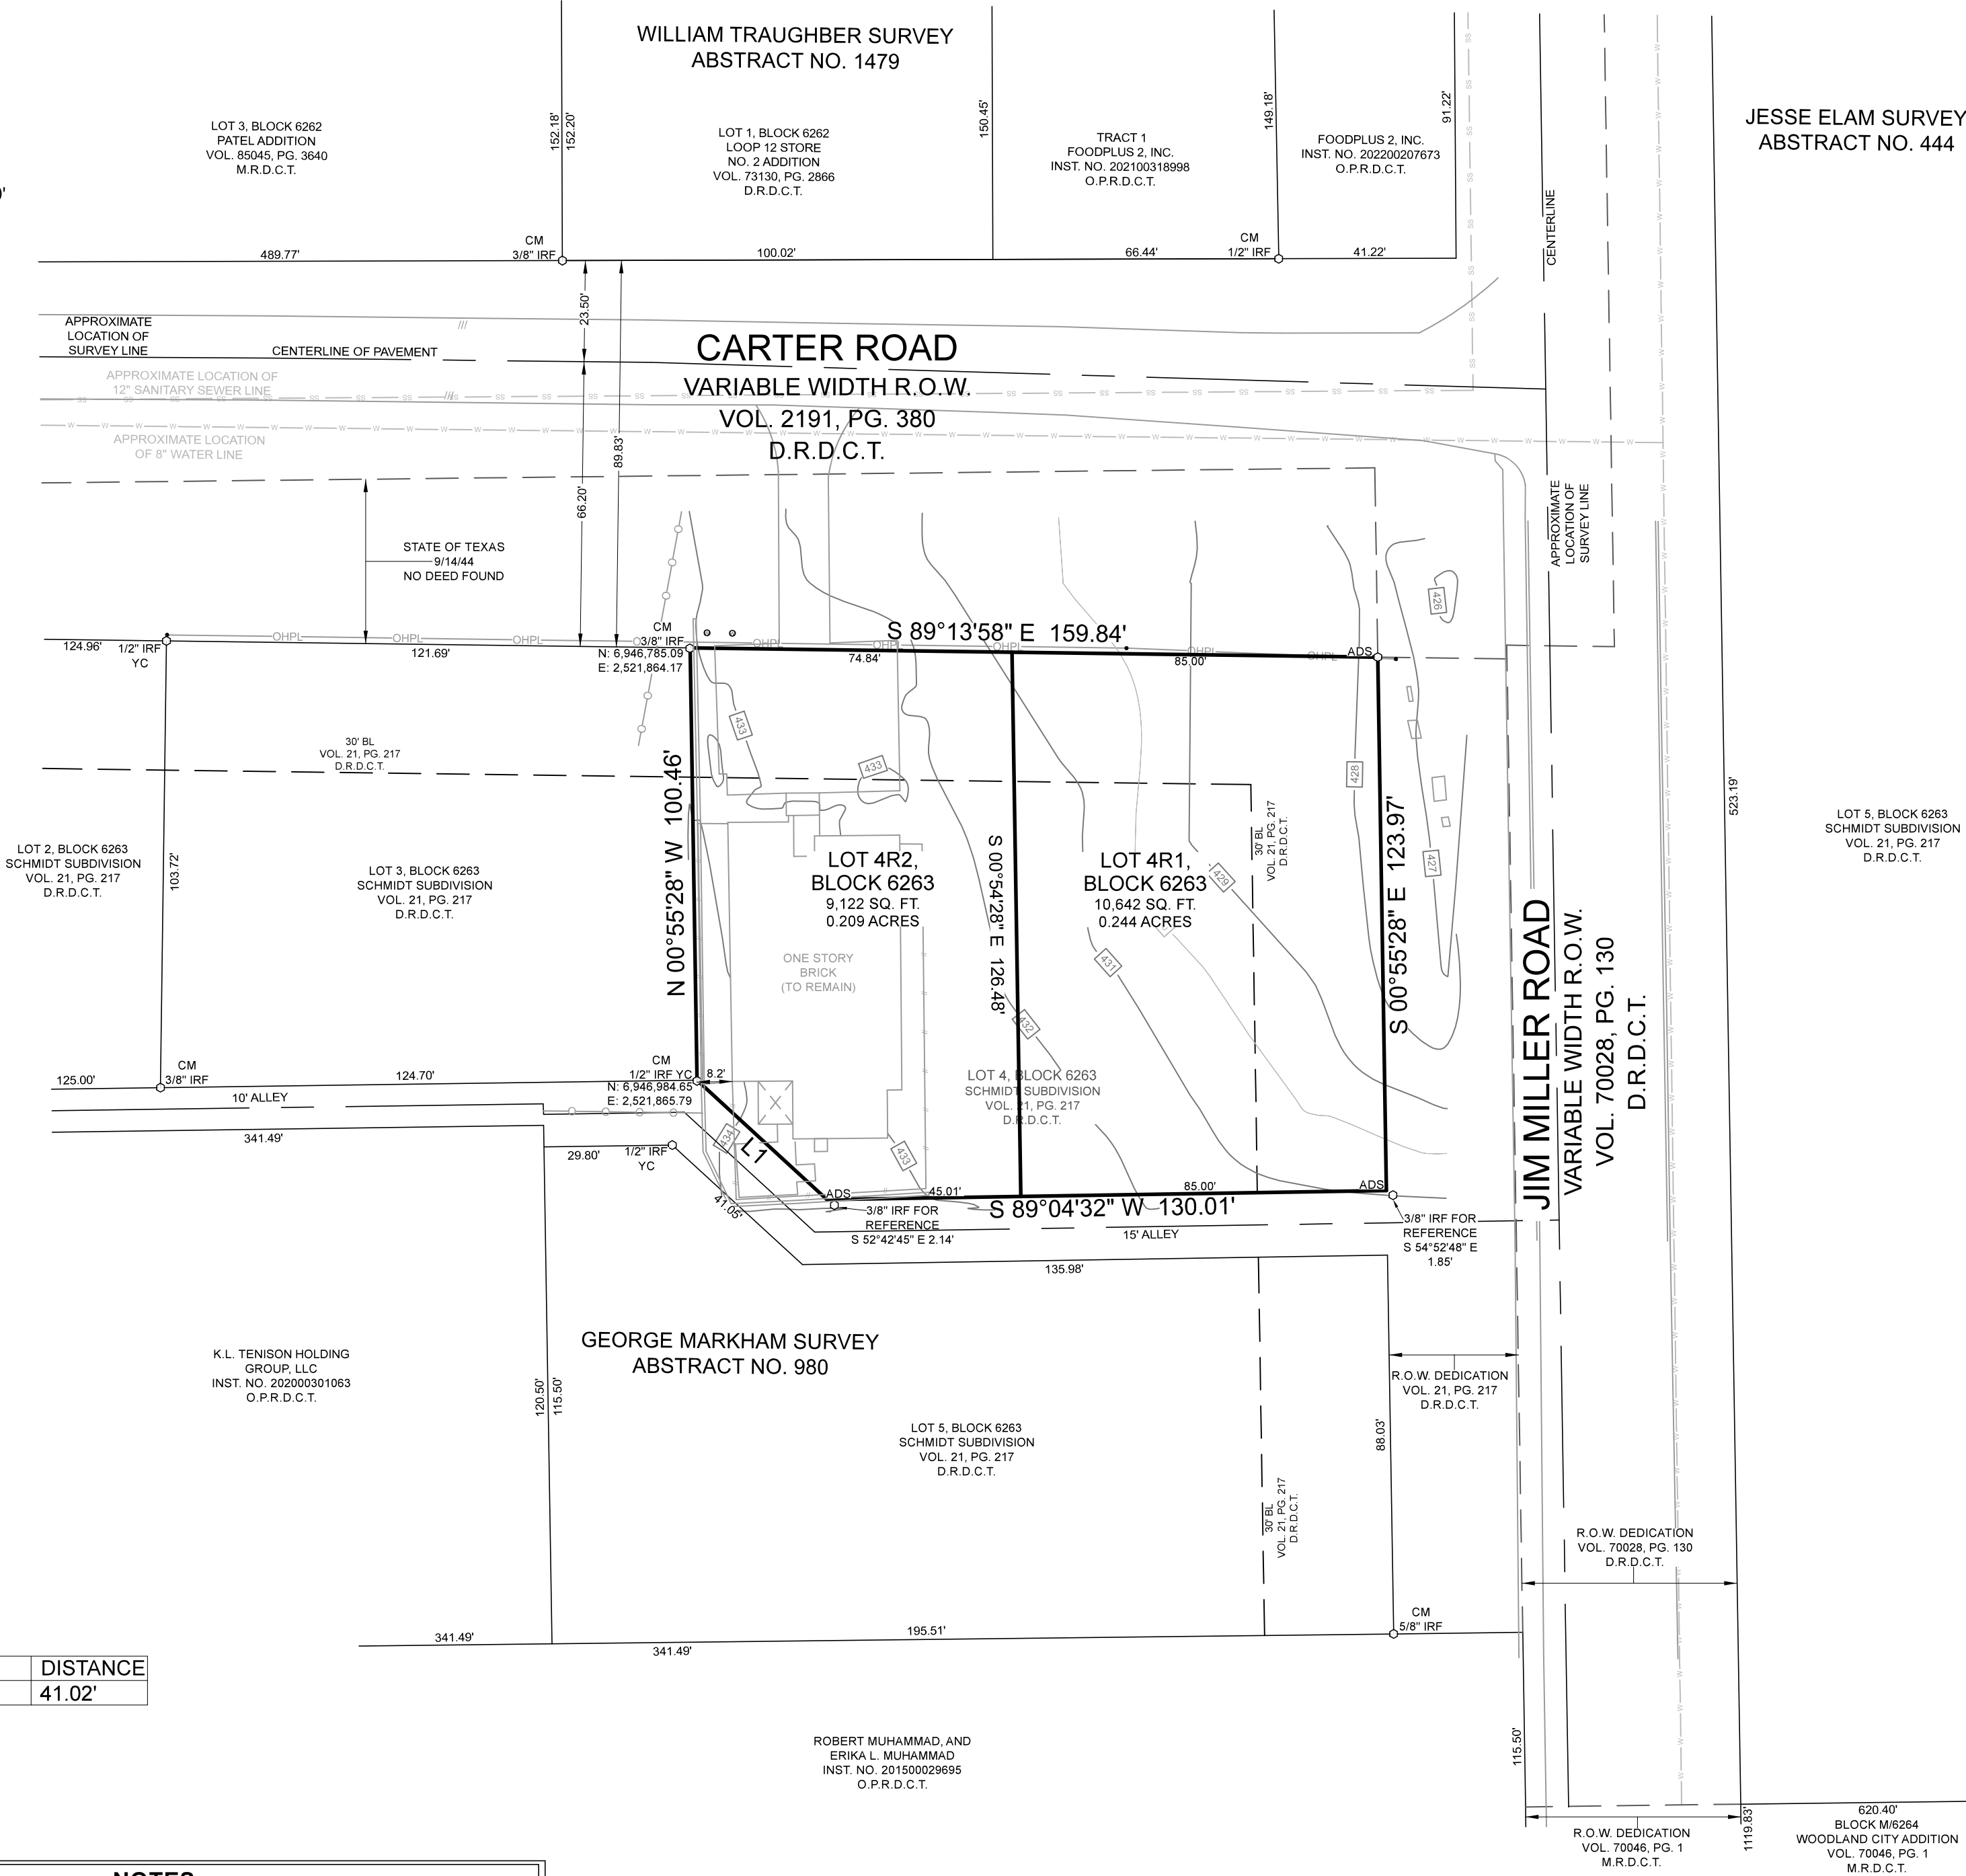 WILLIAM TRAUGHBER SURVEY
ABSTRACT NO. 1479
JESSE ELAM SURVEY
ABSTRACT NO. 444
LOT 3, BLOCK 6262
PATEL ADDITION
VOL. 85045, PG. 3640
M.R.D.C.T.
152.18'
152.20'
LOT 1, BLOCK 6262
LOOP 12 STORE
NO. 2 ADDITION
VOL. 73130, PG. 2866
D.R.D.C.T.
150.45'
TRACT 1
FOODPLUS 2, INC.
INST. NO. 202100318998
O.P.R.D.C.T.
149.18'
FOODPLUS 2, INC.
INST. NO. 202200207673
O.P.R.D.C.T.
91.22'
CENTERLINE
489.77'
CM
3/8" IRF
100.02'
66.44'
CM
1/2" IRF
41.22'
23.50'
APPROXIMATE
LOCATION OF
SURVEY LINE
CENTERLINE OF PAVEMENT
CARTER ROAD
VARIABLE WIDTH R.O.W.
VOL. 2191, PG. 380
D.R.D.C.T.
APPROXIMATE LOCATION OF
12" SANITARY SEWER LINE
APPROXIMATE LOCATION
OF 8" WATER LINE
89.83'
66.20'
STATE OF TEXAS
9/14/44
NO DEED FOUND
APPROXIMATE
LOCATION OF
SURVEY LINE
426
124.96'
1/2" IRF
YC
OHPL
OHPL
OHPL
121.69'
CM
3/8" IRF
N: 6,946,785.09
E: 2,521,864.17
S 89°13'58" E 159.84'
OHPL
OHPL
OHPL
OHPL
OHPL
74.84'
85.00'
ADS
30' BL
VOL. 21, PG. 217
D.R.D.C.T.
433
433
428
427
N 00°55'28" W 100.46'
LOT 2, BLOCK 6263
SCHMIDT SUBDIVISION
VOL. 21, PG. 217
D.R.D.C.T.
103.72'
LOT 3, BLOCK 6263
SCHMIDT SUBDIVISION
VOL. 21, PG. 217
D.R.D.C.T.
LOT 4R2,
BLOCK 6263
9,122 SQ. FT.
0.209 ACRES
ONE STORY
BRICK
(TO REMAIN)
S 00°54'28" E 126.48'
LOT 4R1,
BLOCK 6263
10,642 SQ. FT.
0.244 ACRES
429
431
432
30' BL
VOL. 21, PG. 217
D.R.D.C.T.
S 00°55'28" E 123.97'
JIM MILLER ROAD
VARIABLE WIDTH R.O.W.
VOL. 70028, PG. 130
D.R.D.C.T.
523.19'
LOT 5, BLOCK 6263
SCHMIDT SUBDIVISION
VOL. 21, PG. 217
D.R.D.C.T.
125.00'
CM
3/8" IRF
124.70'
10' ALLEY
CM
1/2" IRF YC
N: 6,946,984.65
E: 2,521,865.79
8.2'
LOT 4, BLOCK 6263
SCHMIDT SUBDIVISION
VOL. 21, PG. 217
D.R.D.C.T.
341.49'
29.80'
1/2" IRF
YC
434
L1
433
41.05'
ADS
45.01'
85.00'
ADS
S 89°04'32" W 130.01'
3/8" IRF FOR
REFERENCE
S 52°42'45" E 2.14'
15' ALLEY
3/8" IRF FOR
REFERENCE
S 54°52'48" E
1.85'
135.98'
GEORGE MARKHAM SURVEY
ABSTRACT NO. 980
K.L. TENISON HOLDING
GROUP, LLC
INST. NO. 202000301063
O.P.R.D.C.T.
120.50'
115.50'
LOT 5, BLOCK 6263
SCHMIDT SUBDIVISION
VOL. 21, PG. 217
D.R.D.C.T.
88.03'
R.O.W. DEDICATION
VOL. 21, PG. 217
D.R.D.C.T.
30' BL
VOL. 21, PG. 217
D.R.D.C.T.
R.O.W. DEDICATION
VOL. 70028, PG. 130
D.R.D.C.T.
CM
5/8" IRF
341.49'
195.51'
341.49'
DISTANCE
41.02'
ROBERT MUHAMMAD, AND
ERIKA L. MUHAMMAD
INST. NO. 201500029695
O.P.R.D.C.T.
115.50'
R.O.W. DEDICATION
VOL. 70046, PG. 1
M.R.D.C.T.
1119.83'
620.40'
BLOCK M/6264
WOODLAND CITY ADDITION
VOL. 70046, PG. 1
M.R.D.C.T.